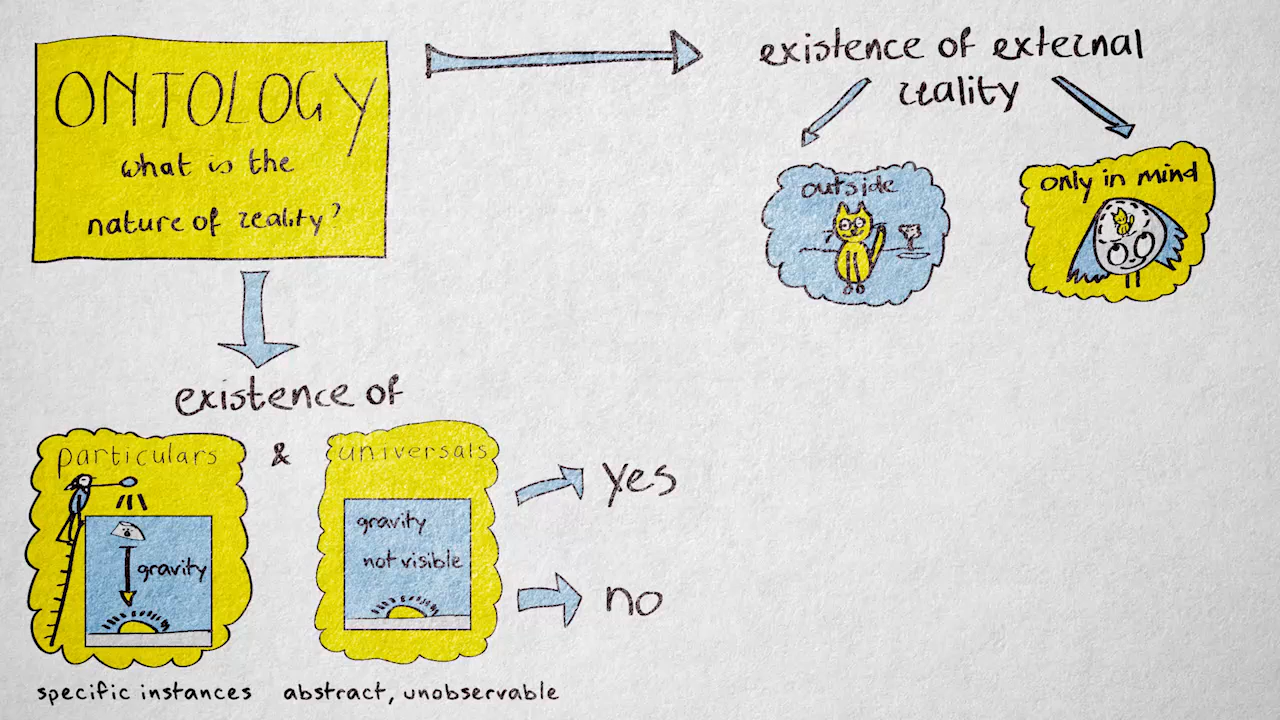 ONTOLOGY
what is the
nature of reality?
existence of external
reality
outside
only in mind
existence of
particulars
&
universals
gravity
gravity
not visible
yes
no
specific instances
abstract, unobservable